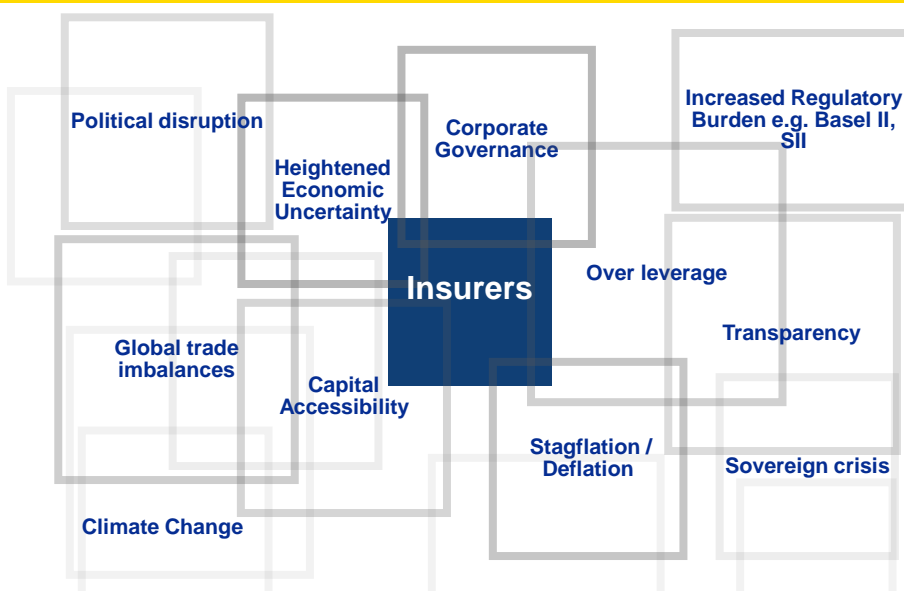 Political disruption
Heightened
Economic
Uncertainty
Corporate
Governance
Increased Regulatory
Burden e.g. Basel II,
SII
Insurers
Over leverage
Transparency
Global trade
imbalances
Capital
Accessibility
Stagflation /
Deflation
Sovereign crisis
Climate Change